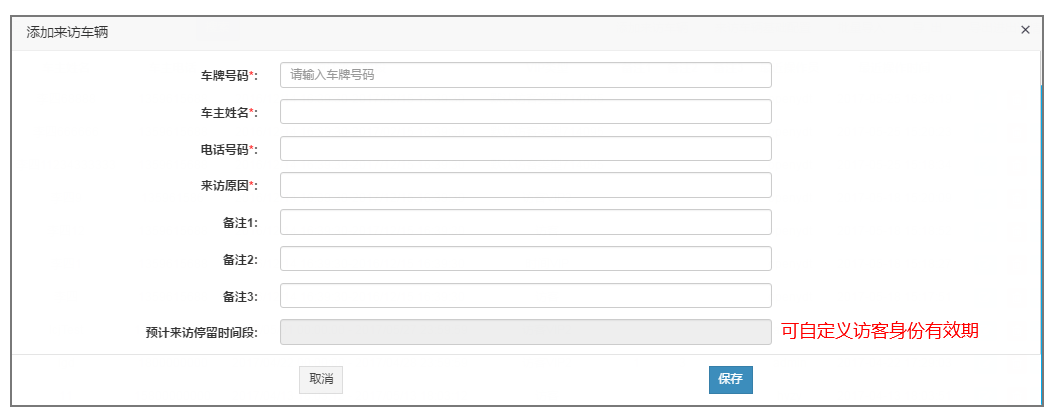 添加来访车辆 ×
车牌号码*: 请输入车牌号码
车主姓名*:
电话号码*:
来访原因*:
备注1:
备注2:
备注3:
预计来访停留时间段: 可自定义访客身份有效期
取消 保存